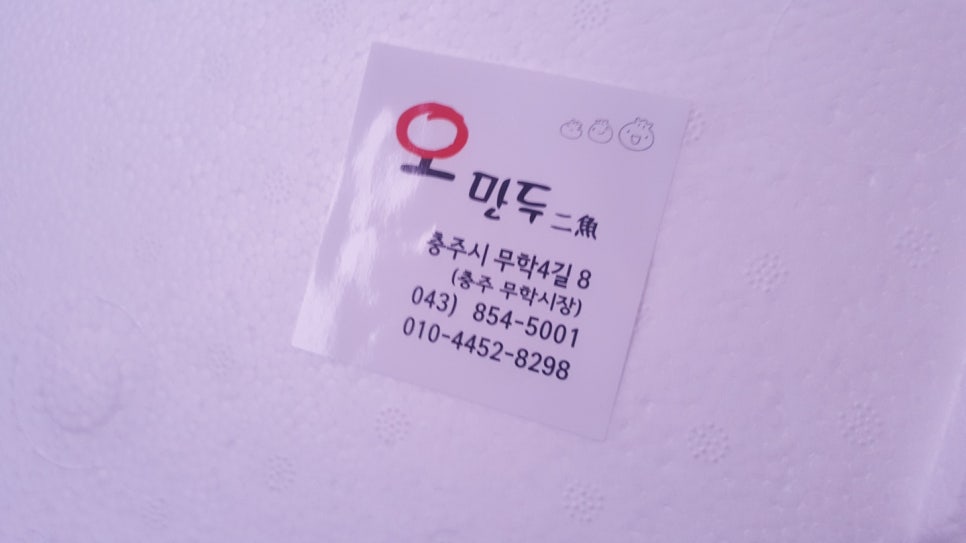 오 만두 二魚
충주시 무학4길 8
(충주 무학시장)
043) 854-5001
010-4452-8298